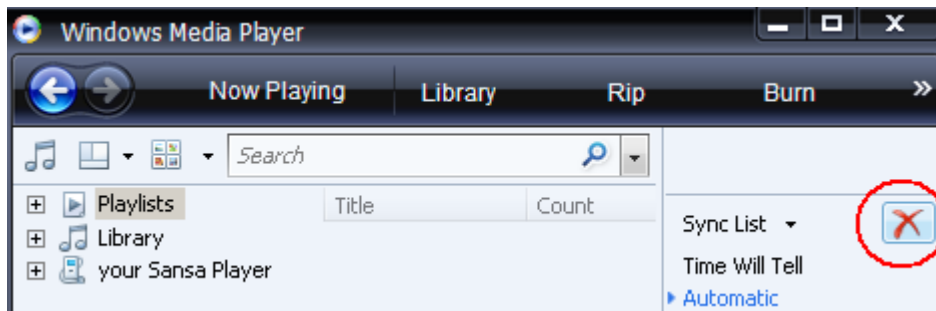 Windows Media Player
Now Playing Library Rip Burn »
Search
Playlists Title Count
Library
your Sansa Player
Sync List
Time Will Tell
Automatic